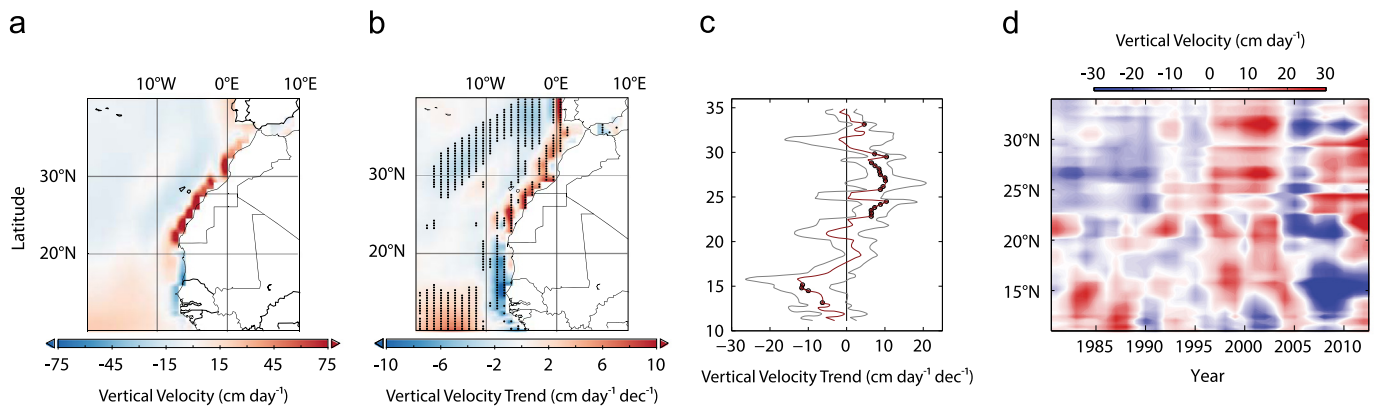 a
b
c
d
10°W 0°E 10°E
10°W 0°E 10°E
Vertical Velocity (cm day⁻¹)
-30 -20 -10 0 10 20 30
Latitude
30°N
20°N
30°N
20°N
35
30
25
20
15
10
30°N
25°N
20°N
15°N
-75 -45 -15 15 45 75
-10 -6 -2 2 6 10
-30 -20 -10 0 10 20
1985 1990 1995 2000 2005 2010
Vertical Velocity (cm day⁻¹)
Vertical Velocity Trend (cm day⁻¹ dec⁻¹)
Vertical Velocity Trend (cm day⁻¹ dec⁻¹)
Year